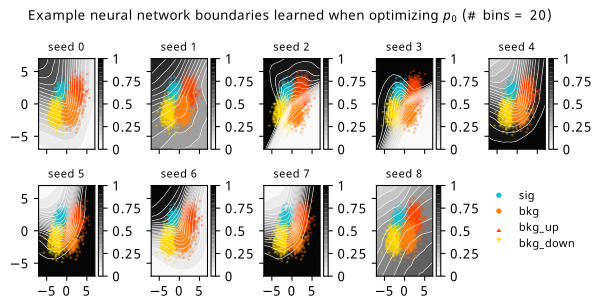 Example neural network boundaries learned when optimizing p₀ (# bins = 20)
seed 0 seed 1 seed 2 seed 3 seed 4
5 0 −5
1 0.75 0.5 0.25 0
1 0.75 0.5 0.25 0
1 0.75 0.5 0.25 0
1 0.75 0.5 0.25 0
1 0.75 0.5 0.25 0
seed 5 seed 6 seed 7 seed 8
5 0 −5
1 0.75 0.5 0.25 0
1 0.75 0.5 0.25 0
1 0.75 0.5 0.25 0
1 0.75 0.5 0.25 0
−5 0 5 −5 0 5 −5 0 5 −5 0 5
sig
bkg
bkg_up
bkg_down